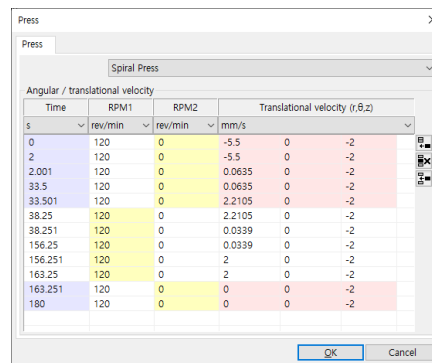 Press
Press
Spiral Press
Angular / translational velocity
Time RPM1 RPM2 Translational velocity (r,θ,z)
s rev/min rev/min mm/s
0 120 0 -5.5 0 -2
2 120 0 -5.5 0 -2
2.001 120 0 0.0635 0 -2
33.5 120 0 0.0635 0 -2
33.501 120 0 2.2105 0 -2
38.25 120 0 2.2105 0 -2
38.251 120 0 0.0339 0 -2
156.25 120 0 0.0339 0 -2
156.251 120 0 2 0 -2
163.25 120 0 2 0 -2
163.251 120 0 0 0 -2
180 120 0 0 0 -2
OK Cancel